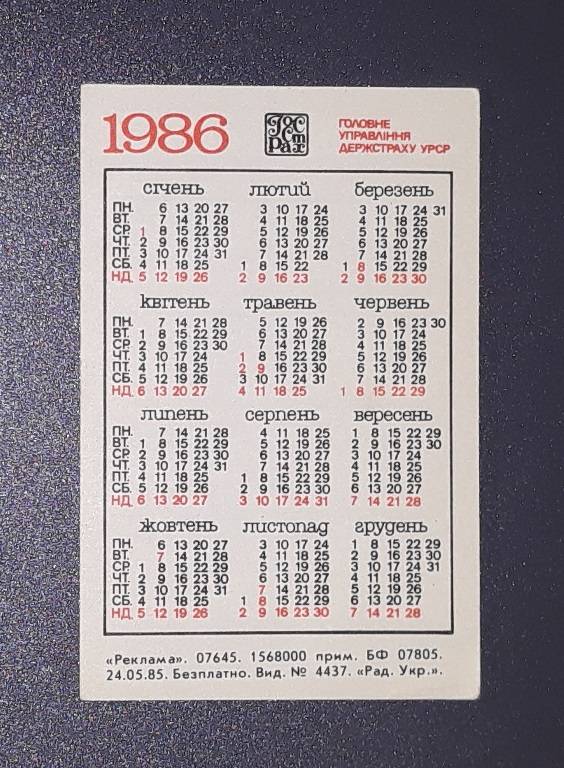 1986
Гос
ст
рах
ГОЛОВНЕ
УПРАВЛІННЯ
ДЕРЖСТРАХУ УРСР
січень лютий березень
ПН. 6 13 20 27 3 10 17 24 3 10 17 24 31
ВТ. 7 14 21 28 4 11 18 25 4 11 18 25
СР. 1 8 15 22 29 5 12 19 26 5 12 19 26
ЧТ. 2 9 16 23 30 6 13 20 27 6 13 20 27
ПТ. 3 10 17 24 31 7 14 21 28 7 14 21 28
СБ. 4 11 18 25 1 8 15 22 1 8 15 22 29
НД. 5 12 19 26 2 9 16 23 2 9 16 23 30
квітень травень червень
ПН. 7 14 21 28 5 12 19 26 2 9 16 23 30
ВТ. 1 8 15 22 29 6 13 20 27 3 10 17 24
СР. 2 9 16 23 30 7 14 21 28 4 11 18 25
ЧТ. 3 10 17 24 1 8 15 22 29 5 12 19 26
ПТ. 4 11 18 25 2 9 16 23 30 6 13 20 27
СБ. 5 12 19 26 3 10 17 24 31 7 14 21 28
НД. 6 13 20 27 4 11 18 25 1 8 15 22 29
липень серпень вересень
ПН. 7 14 21 28 4 11 18 25 1 8 15 22 29
ВТ. 1 8 15 22 29 5 12 19 26 2 9 16 23 30
СР. 2 9 16 23 30 6 13 20 27 3 10 17 24
ЧТ. 3 10 17 24 31 7 14 21 28 4 11 18 25
ПТ. 4 11 18 25 1 8 15 22 29 5 12 19 26
СБ. 5 12 19 26 2 9 16 23 30 6 13 20 27
НД. 6 13 20 27 3 10 17 24 31 7 14 21 28
жовтень листопад грудень
ПН. 6 13 20 27 3 10 17 24 1 8 15 22 29
ВТ. 7 14 21 28 4 11 18 25 2 9 16 23 30
СР. 1 8 15 22 29 5 12 19 26 3 10 17 24 31
ЧТ. 2 9 16 23 30 6 13 20 27 4 11 18 25
ПТ. 3 10 17 24 31 7 14 21 28 5 12 19 26
СБ. 4 11 18 25 1 8 15 22 29 6 13 20 27
НД. 5 12 19 26 2 9 16 23 30 7 14 21 28
«Реклама». 07645. 1568000 прим. БФ 07805.
24.05.85. Безплатно. Вид. № 4437. «Рад. Укр.».